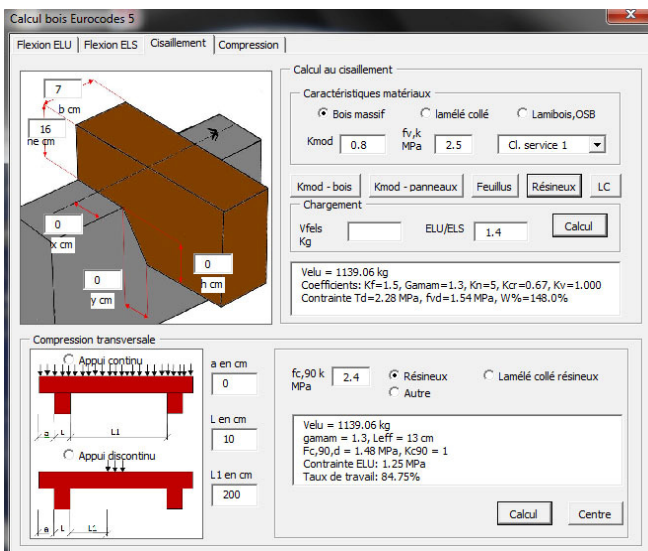 Calcul bois Eurocodes 5
Flexion ELU
Flexion ELS
Cisaillement
Compression
7
b cm
16
ne cm
0
x cm
0
y cm
0
h cm
Calcul au cisaillement
Caractéristiques matériaux
Bois massif
lamélé collé
Lamibois,OSB
Kmod
0.8
fv,k
MPa
2.5
Cl. service 1
Kmod - bois
Kmod - panneaux
Feuillus
Résineux
LC
Chargement
Vfels
Kg
ELU/ELS
1.4
Calcul
Velu = 1139.06 kg
Coefficients: Kf=1.5, Gamam=1.3, Kn=5, Kcr=0.67, Kv=1.000
Contrainte Td=2.28 MPa, fvd=1.54 MPa, W%=148.0%
Compression transversale
Appui continu
a L L1
Appui discontinu
a L L1
a en cm
0
L en cm
10
L1 en cm
200
fc,90 k
MPa
2.4
Résineux
Lamélé collé résineux
Autre
Velu = 1139.06 kg
gamam = 1.3, Leff = 13 cm
Fc,90,d = 1.48 MPa, Kc90 = 1
Contrainte ELU: 1.25 MPa
Taux de travail: 84.75%
Calcul
Centre